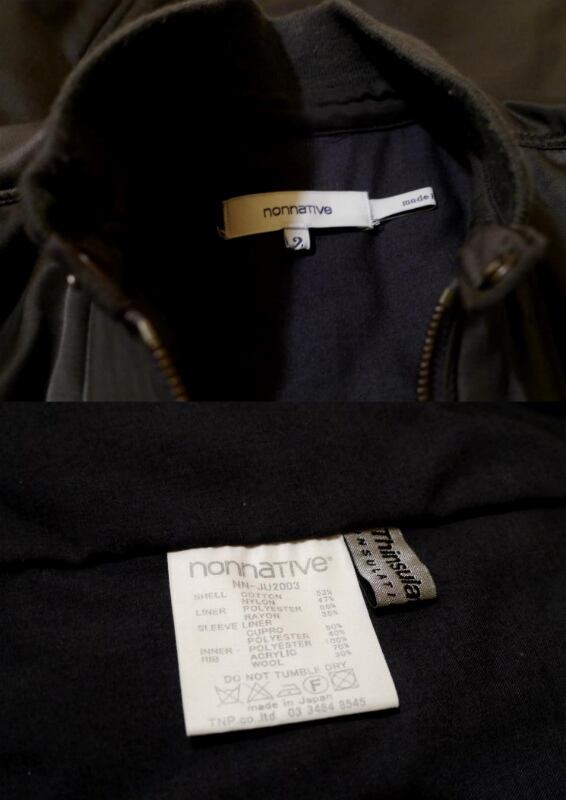 nonnative
made
2
nonnative®
NN-JU2003
SHELL COTTON 53%
NYLON 47%
LINER POLYESTER 65%
RAYON 35%
SLEEVE LINER
CUPRO 60%
POLYESTER 40%
INNER POLYESTER 100%
RIB ACRYLIC 70%
WOOL 30%
DO NOT TUMBLE DRY
F
made in Japan
TNP.co.ltd 03 3484 8545
Thinsula
INSULATI